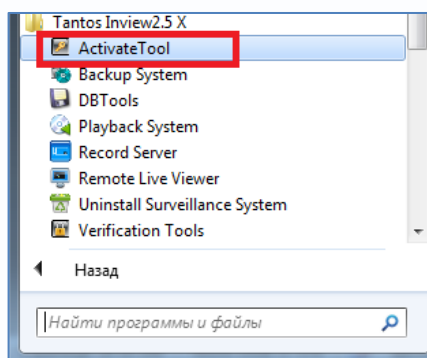 Tantos Inview2.5 X
ActivateTool
Backup System
DBTools
Playback System
Record Server
Remote Live Viewer
Uninstall Surveillance System
Verification Tools
Назад
Найти программы и файлы